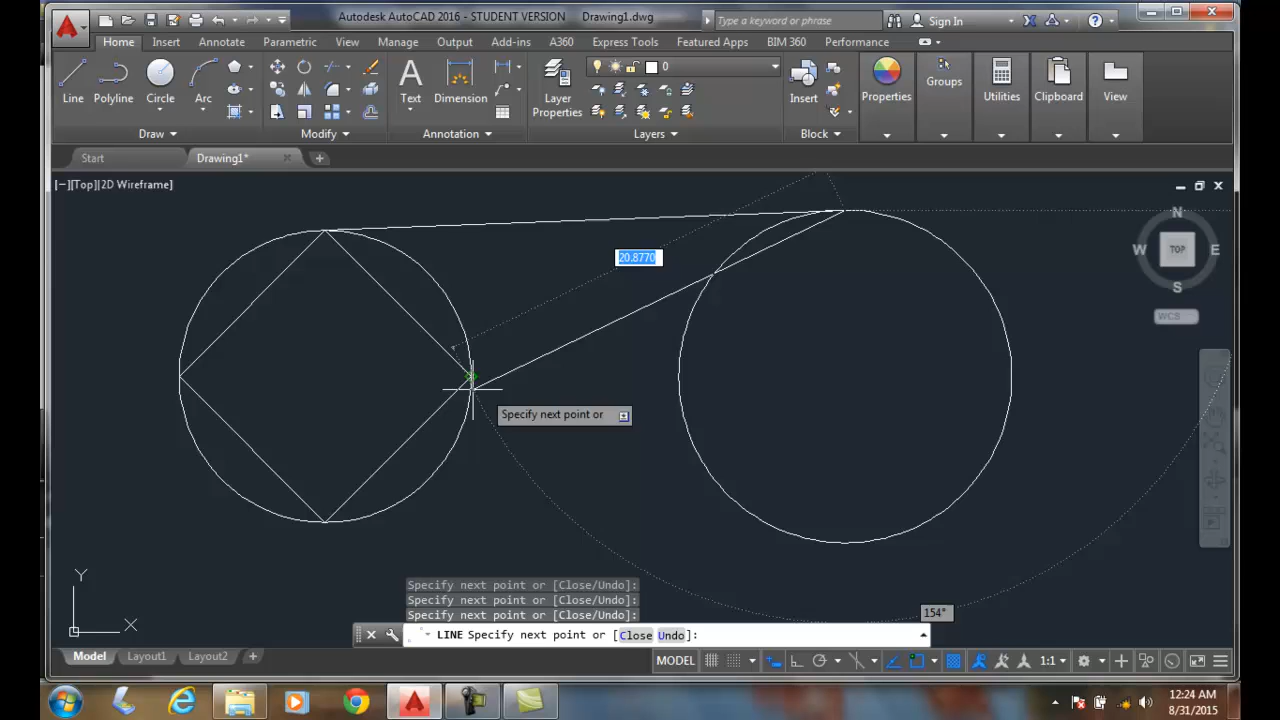 Autodesk AutoCAD 2016 - STUDENT VERSION Drawing1.dwg
Type a keyword or phrase
Sign In
Home Insert Annotate Parametric View Manage Output Add-ins A360 Express Tools Featured Apps BIM 360 Performance
Line Polyline Circle Arc
Text Dimension
Layer
Properties
0
Insert
Properties
Groups
Utilities
Clipboard
View
Draw Modify Annotation Layers Block
Start Drawing1*
[−][Top][2D Wireframe]
N
W TOP E
S
WCS
20.8770
Specify next point or
154°
Y
X
Specify next point or [Close/Undo]:
Specify next point or [Close/Undo]:
Specify next point or [Close/Undo]:
LINE Specify next point or [Close Undo]:
Model Layout1 Layout2
MODEL
1:1
12:24 AM
8/31/2015